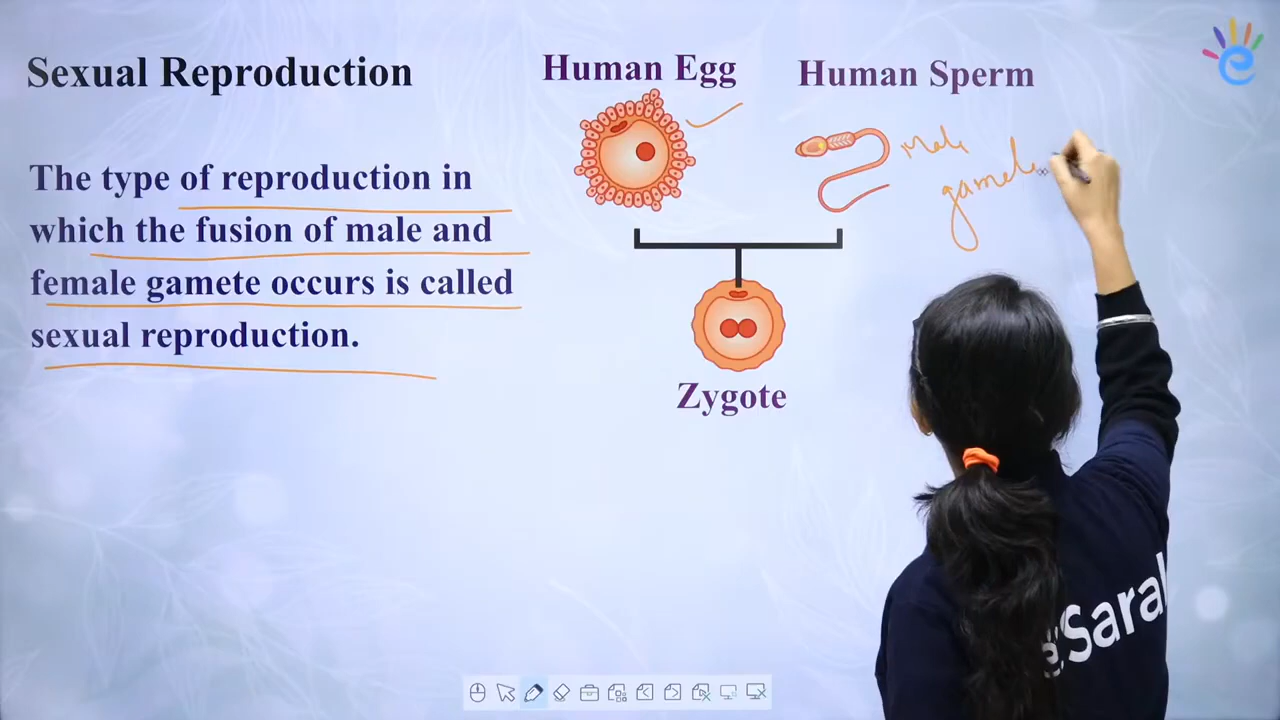 Sexual Reproduction
The type of reproduction in
which the fusion of male and
female gamete occurs is called
sexual reproduction.
Human Egg
Human Sperm
Male
gamete
Zygote
e
eSaral